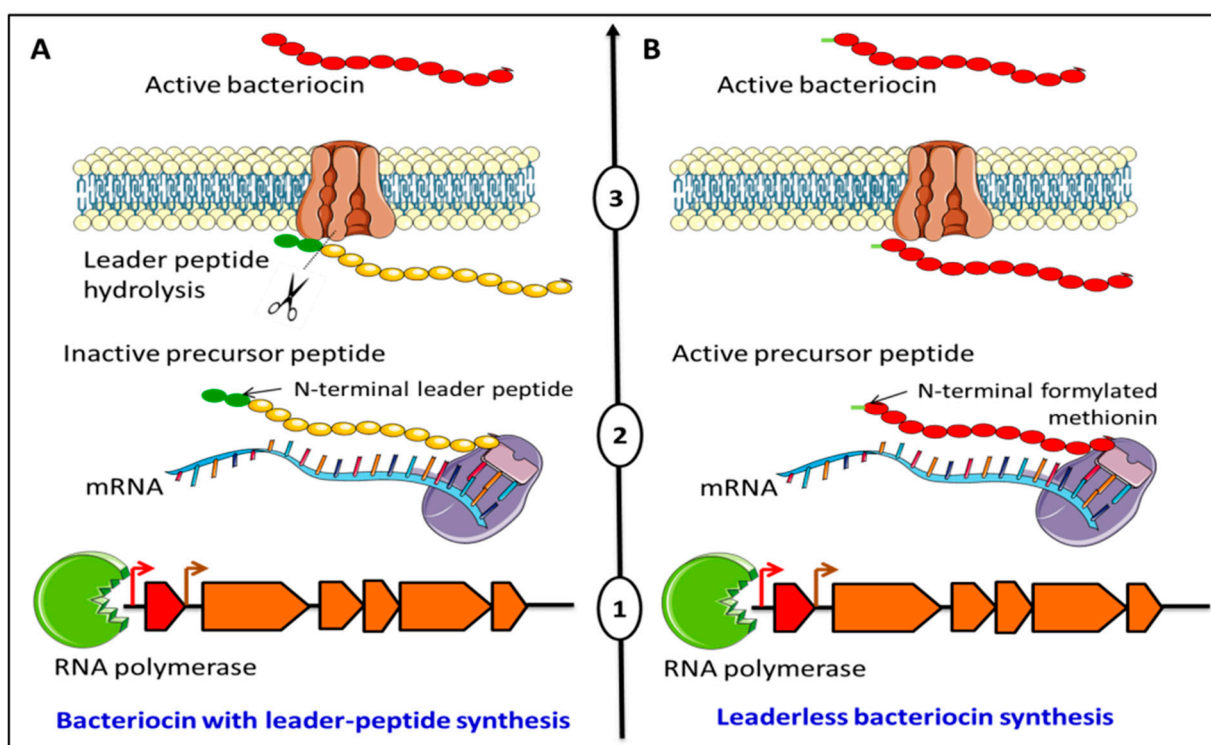 A
Active bacteriocin
Leader peptide
hydrolysis
Inactive precursor peptide
N-terminal leader peptide
mRNA
RNA polymerase
Bacteriocin with leader-peptide synthesis
3
2
1
B
Active bacteriocin
Active precursor peptide
N-terminal formylated
methionin
mRNA
RNA polymerase
Leaderless bacteriocin synthesis